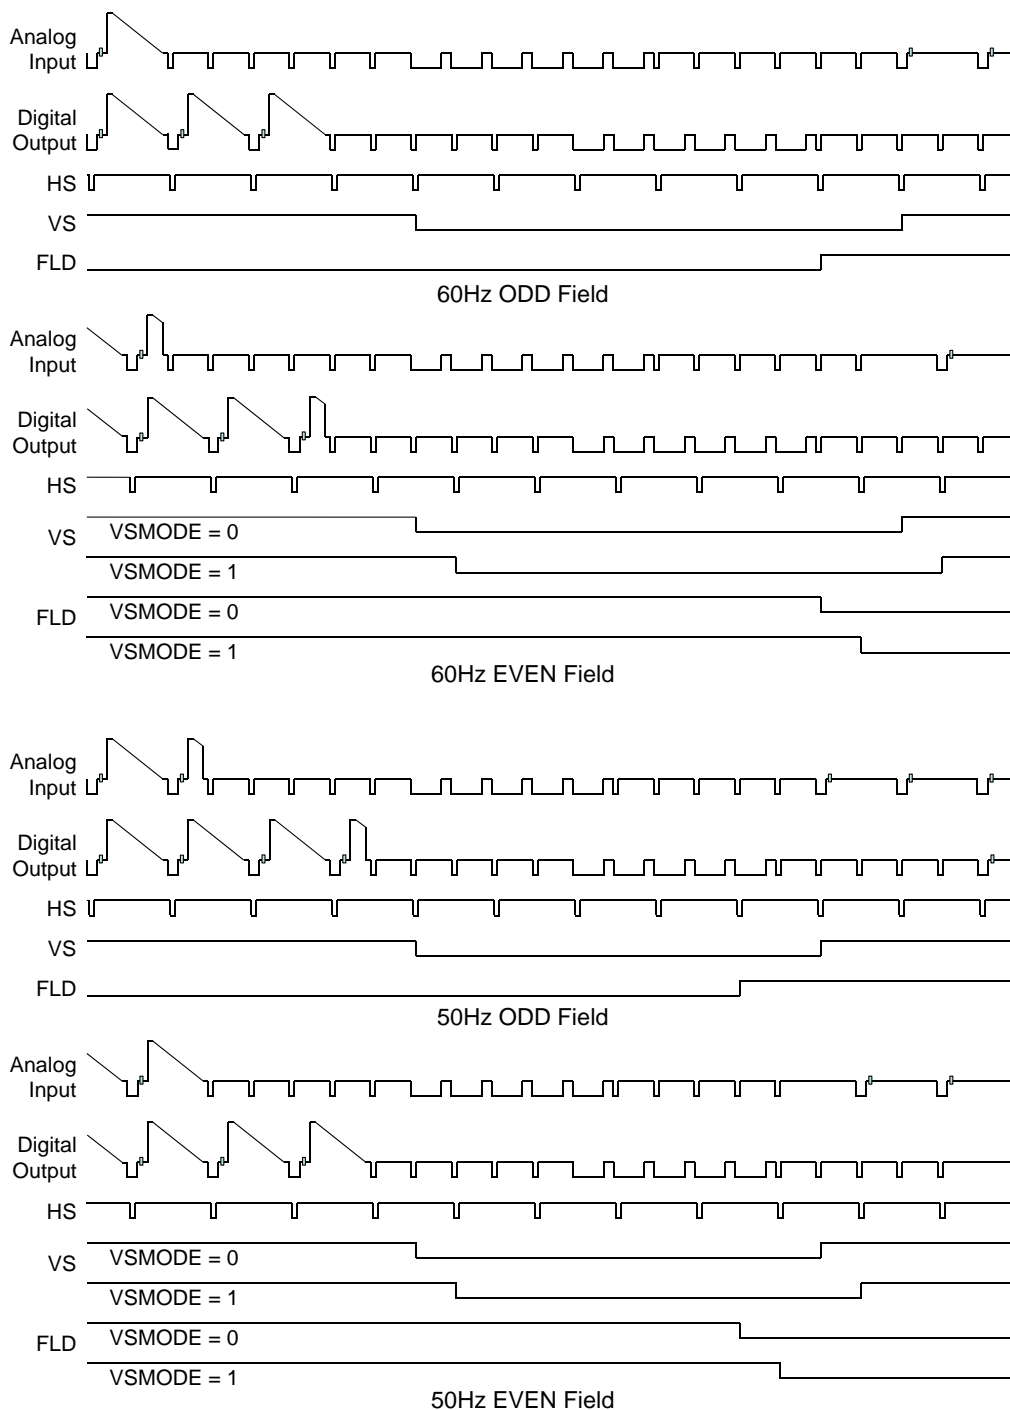 Analog
Input
Digital
Output
HS
VS
FLD
60Hz ODD Field
Analog
Input
Digital
Output
HS
VS
VSMODE = 0
VSMODE = 1
FLD
VSMODE = 0
VSMODE = 1
60Hz EVEN Field
Analog
Input
Digital
Output
HS
VS
FLD
50Hz ODD Field
Analog
Input
Digital
Output
HS
VS
VSMODE = 0
VSMODE = 1
FLD
VSMODE = 0
VSMODE = 1
50Hz EVEN Field